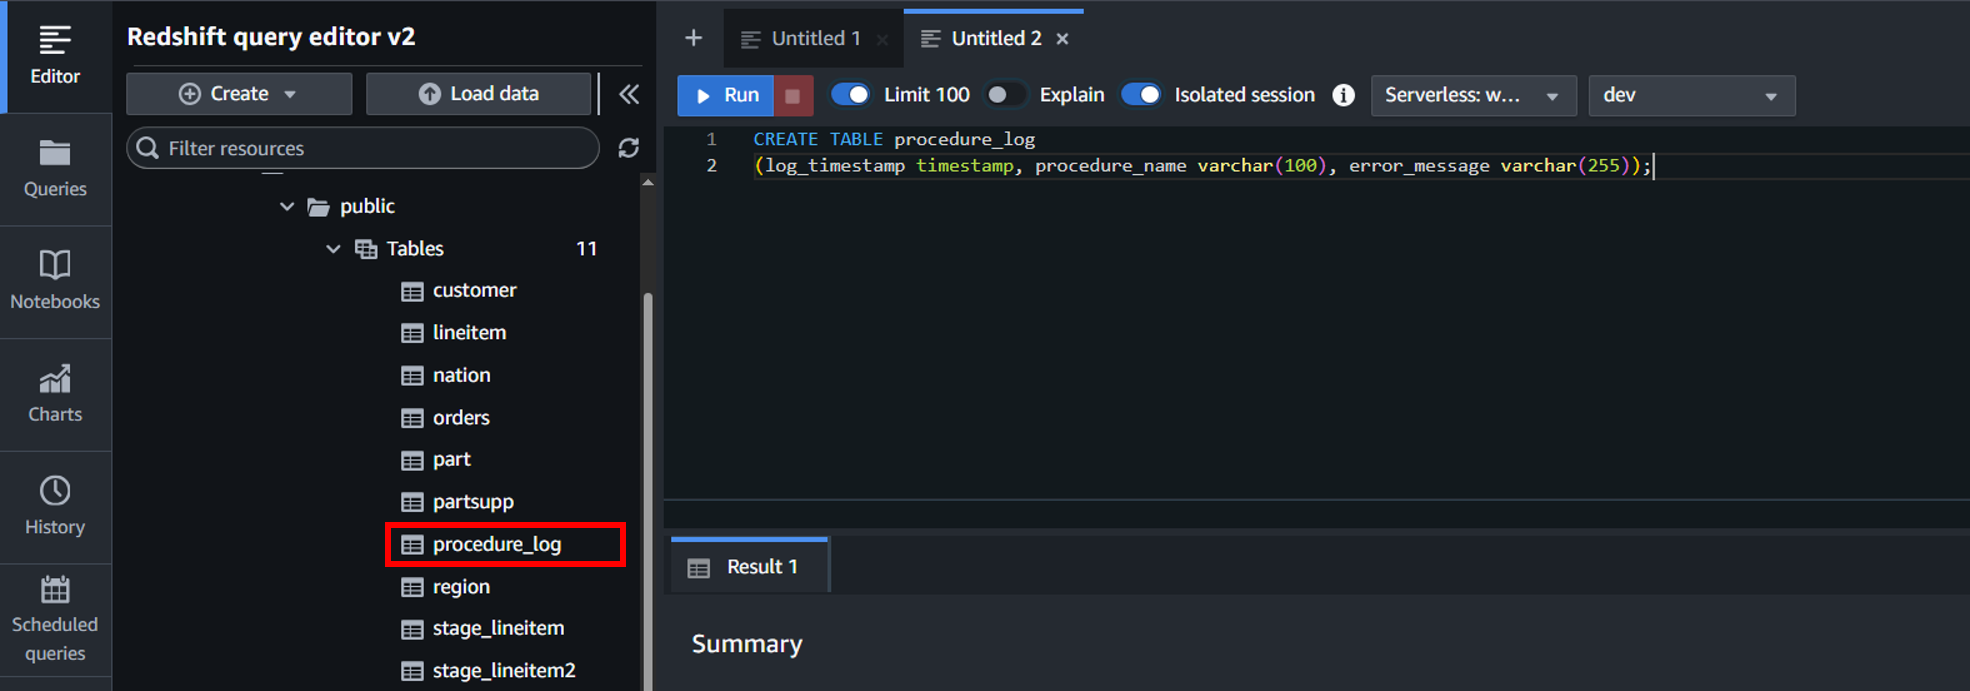 Editor
Queries
Notebooks
Charts
History
Scheduled
queries
Redshift query editor v2
Create
Load data
Filter resources
public
Tables 11
customer
lineitem
nation
orders
part
partsupp
procedure_log
region
stage_lineitem
stage_lineitem2
Untitled 1
Untitled 2
Run
Limit 100
Explain
Isolated session
Serverless: w...
dev
1 CREATE TABLE procedure_log
2 (log_timestamp timestamp, procedure_name varchar(100), error_message varchar(255));
Result 1
Summary